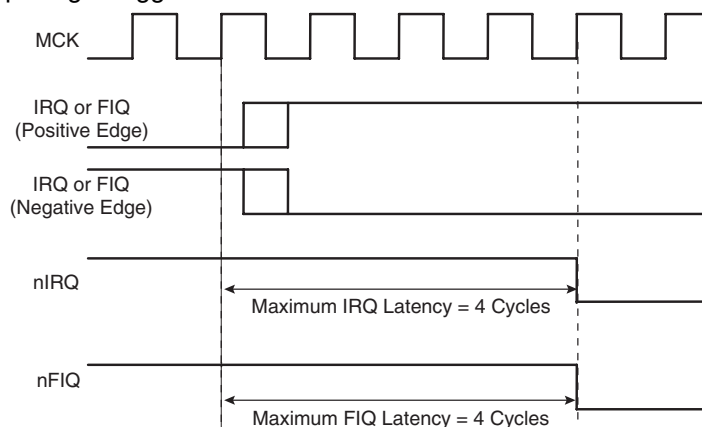 MCK
IRQ or FIQ
(Positive Edge)
IRQ or FIQ
(Negative Edge)
nIRQ
Maximum IRQ Latency = 4 Cycles
nFIQ
Maximum FIQ Latency = 4 Cycles